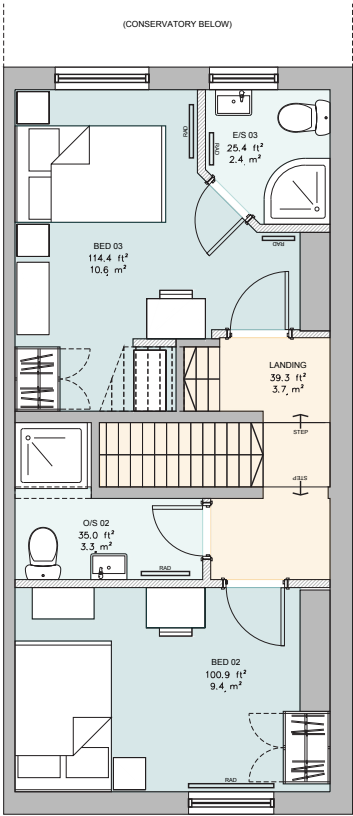 (CONSERVATORY BELOW)
RAD
E/S 03
25.4 ft²
2.4 m²
RAD
BED 03
114.4 ft²
10.6 m²
RAD
LANDING
39.3 ft²
3.7 m²
STEP
STEP
O/S 02
35.0 ft²
3.3 m²
RAD
BED 02
100.9 ft²
9.4 m²
RAD